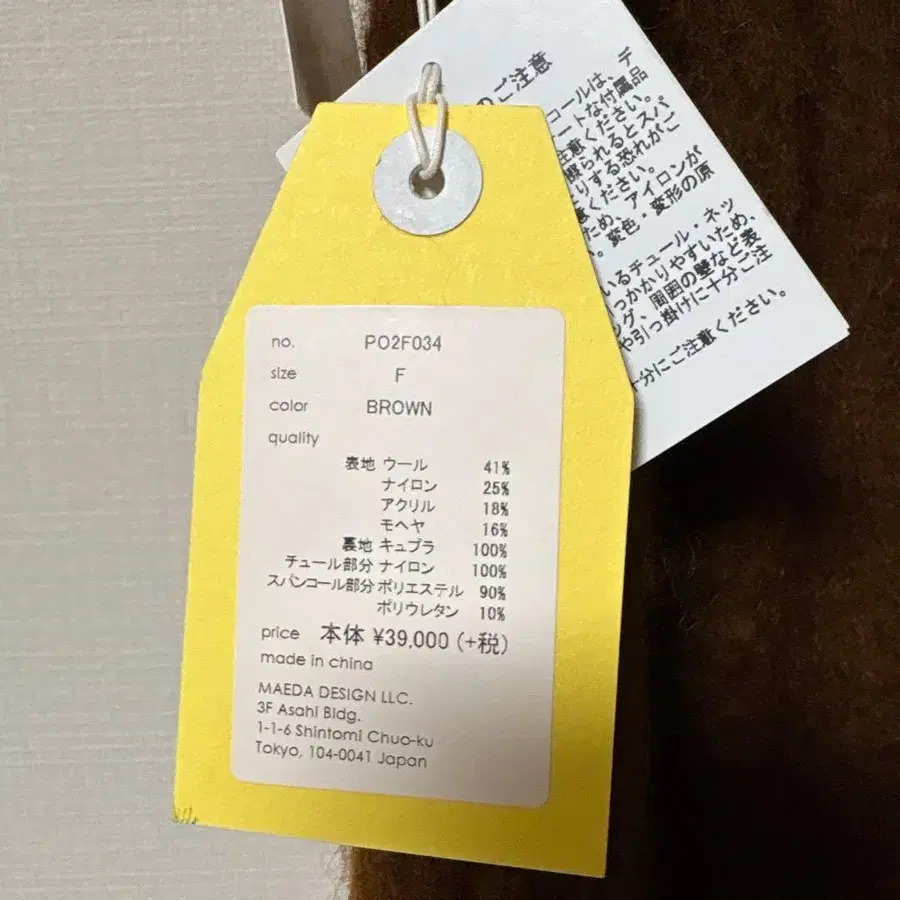 no. PO2F034
size F
color BROWN
quality
表地 ウール 41%
ナイロン 25%
アクリル 18%
モヘヤ 16%
裏地 キュプラ 100%
チュール部分 ナイロン 100%
スパンコール部分 ポリエステル 90%
ポリウレタン 10%
price 本体 ¥39,000 (+税)
made in china
MAEDA DESIGN LLC.
3F Asahi Bldg.
1-1-6 Shintomi Chuo-ku
Tokyo, 104-0041 Japan
のご注意
コールは、デ
ートな付属品
注意ください。
擦られるとスパ
りする恐れがご
意ください。
ため、アイロンが
。変色・変形の原
いるチュール・ネッ
っかかりやすいため、
ング、周囲の壁など表
や引っ掛けに十分ご注
十分にご注意ください。